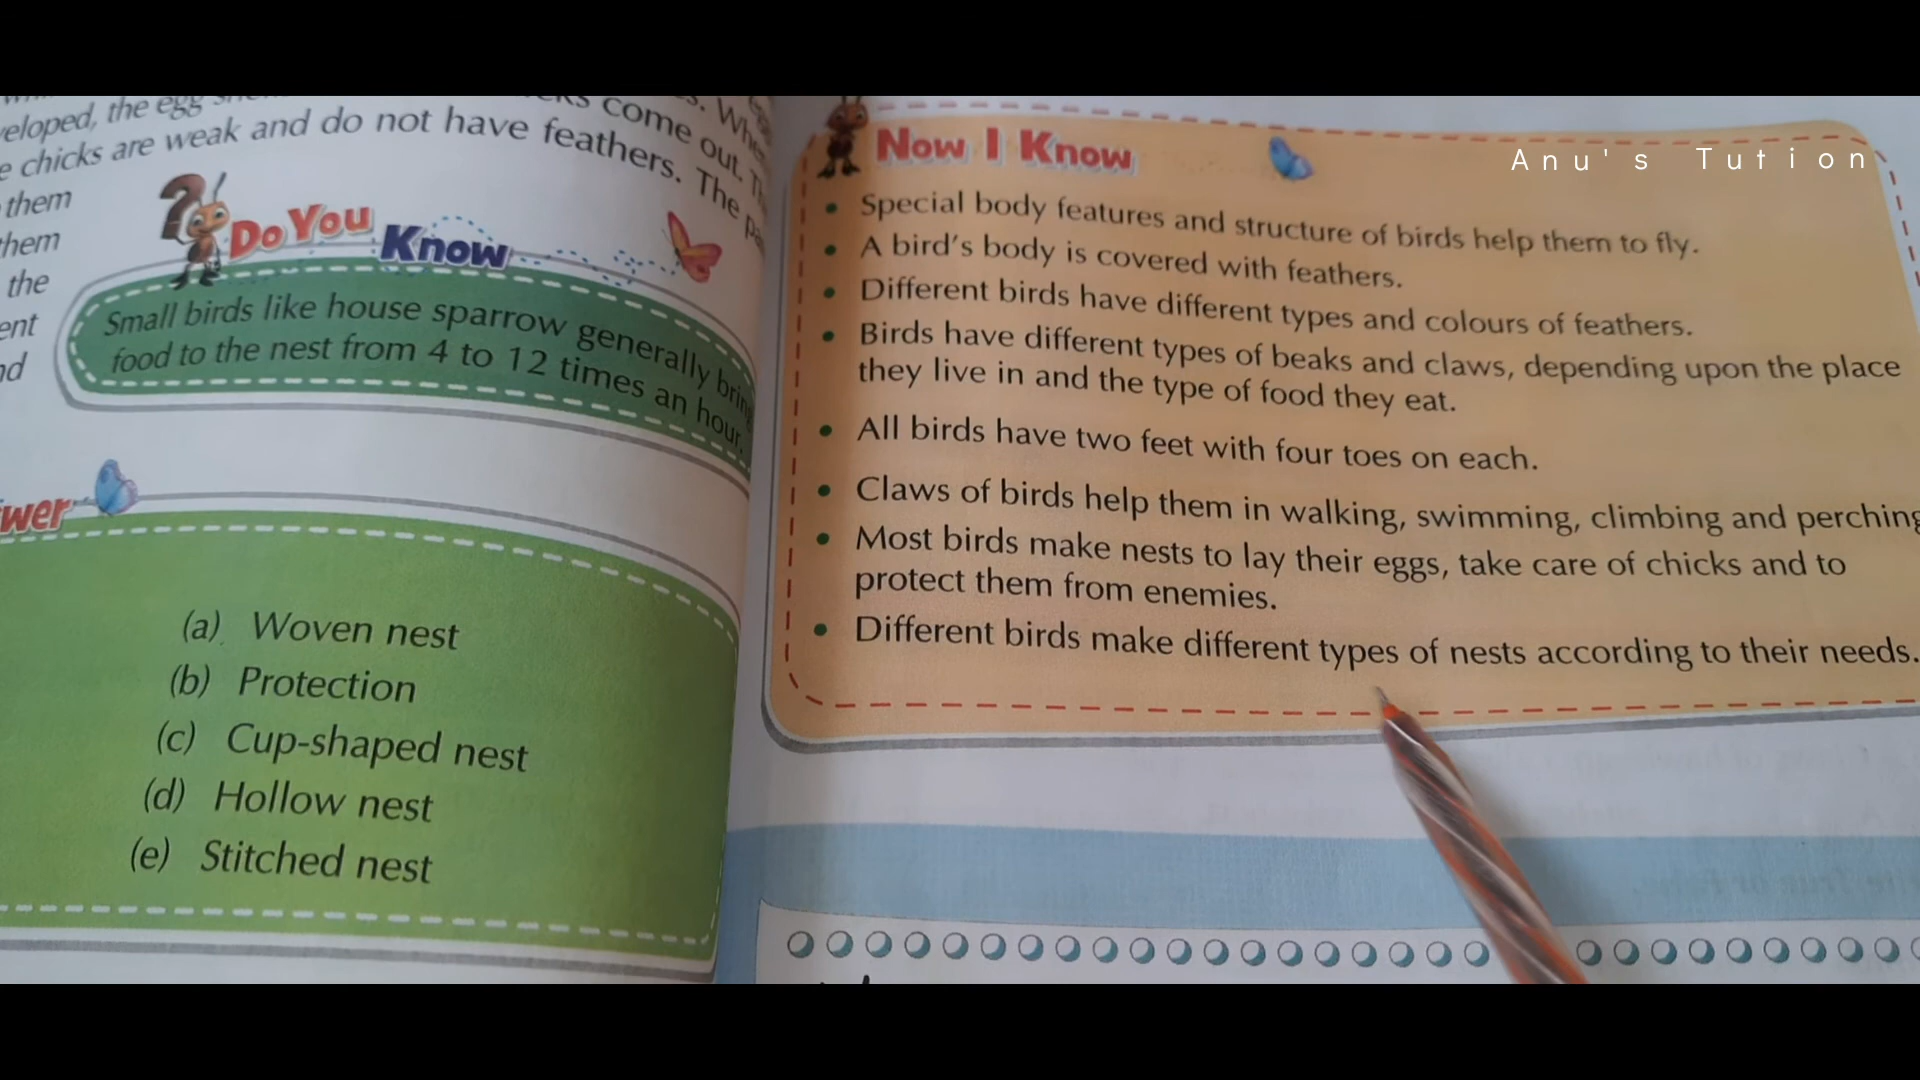 veloped, the egg
come out.
e chicks are weak and do not have feathers. The
them
them
the
ent
nd
Do You Know
Small birds like house sparrow generally bring
food to the nest from 4 to 12 times an hour.
wer
(a) Woven nest
(b) Protection
(c) Cup-shaped nest
(d) Hollow nest
(e) Stitched nest
Now I Know
Anu's Tution
• Special body features and structure of birds help them to fly.
• A bird's body is covered with feathers.
• Different birds have different types and colours of feathers.
• Birds have different types of beaks and claws, depending upon the place
they live in and the type of food they eat.
• All birds have two feet with four toes on each.
• Claws of birds help them in walking, swimming, climbing and perching
• Most birds make nests to lay their eggs, take care of chicks and to
protect them from enemies.
• Different birds make different types of nests according to their needs.